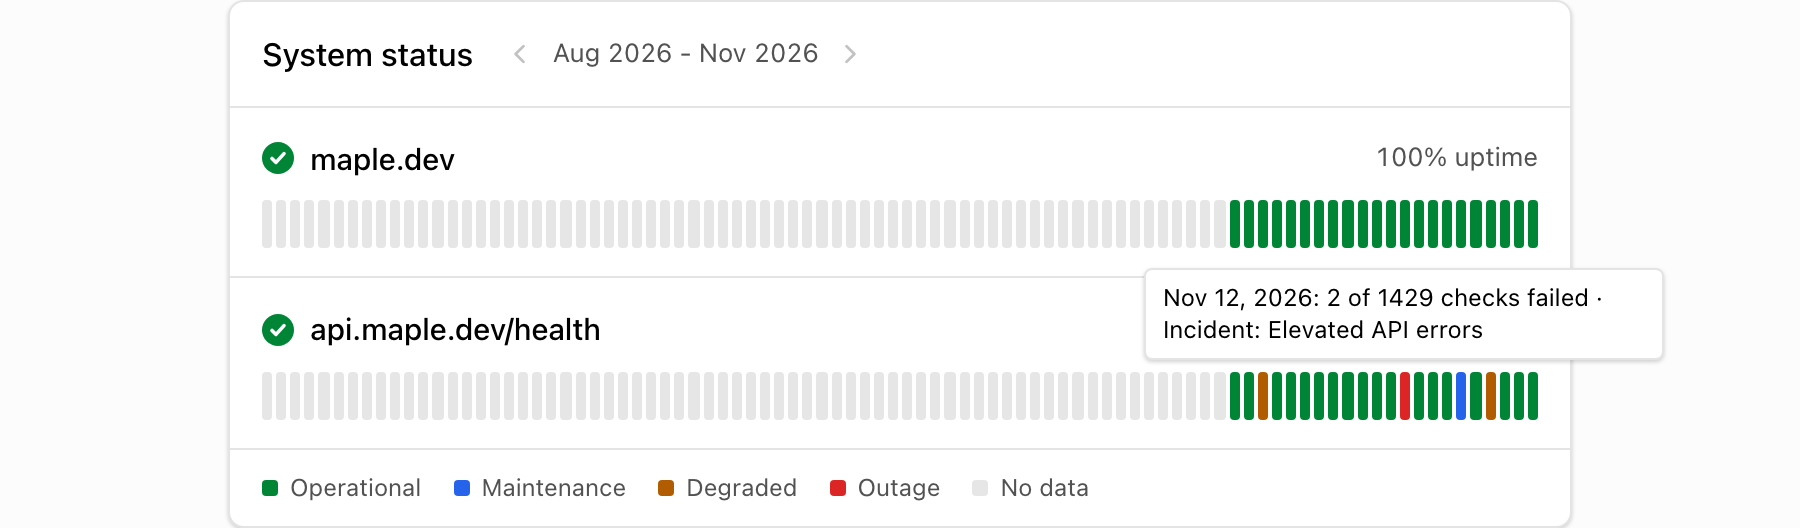 System status
Aug 2026 - Nov 2026
maple.dev
100% uptime
Nov 12, 2026: 2 of 1429 checks failed ·
Incident: Elevated API errors
api.maple.dev/health
Operational
Maintenance
Degraded
Outage
No data